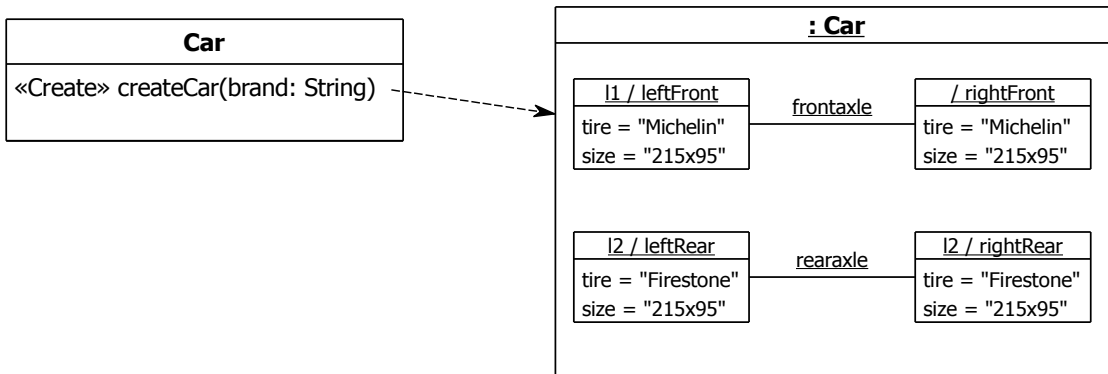 Car
«Create» createCar(brand: String)
: Car
l1 / leftFront
tire = "Michelin"
size = "215x95"
frontaxle
/ rightFront
tire = "Michelin"
size = "215x95"
l2 / leftRear
tire = "Firestone"
size = "215x95"
rearaxle
l2 / rightRear
tire = "Firestone"
size = "215x95"